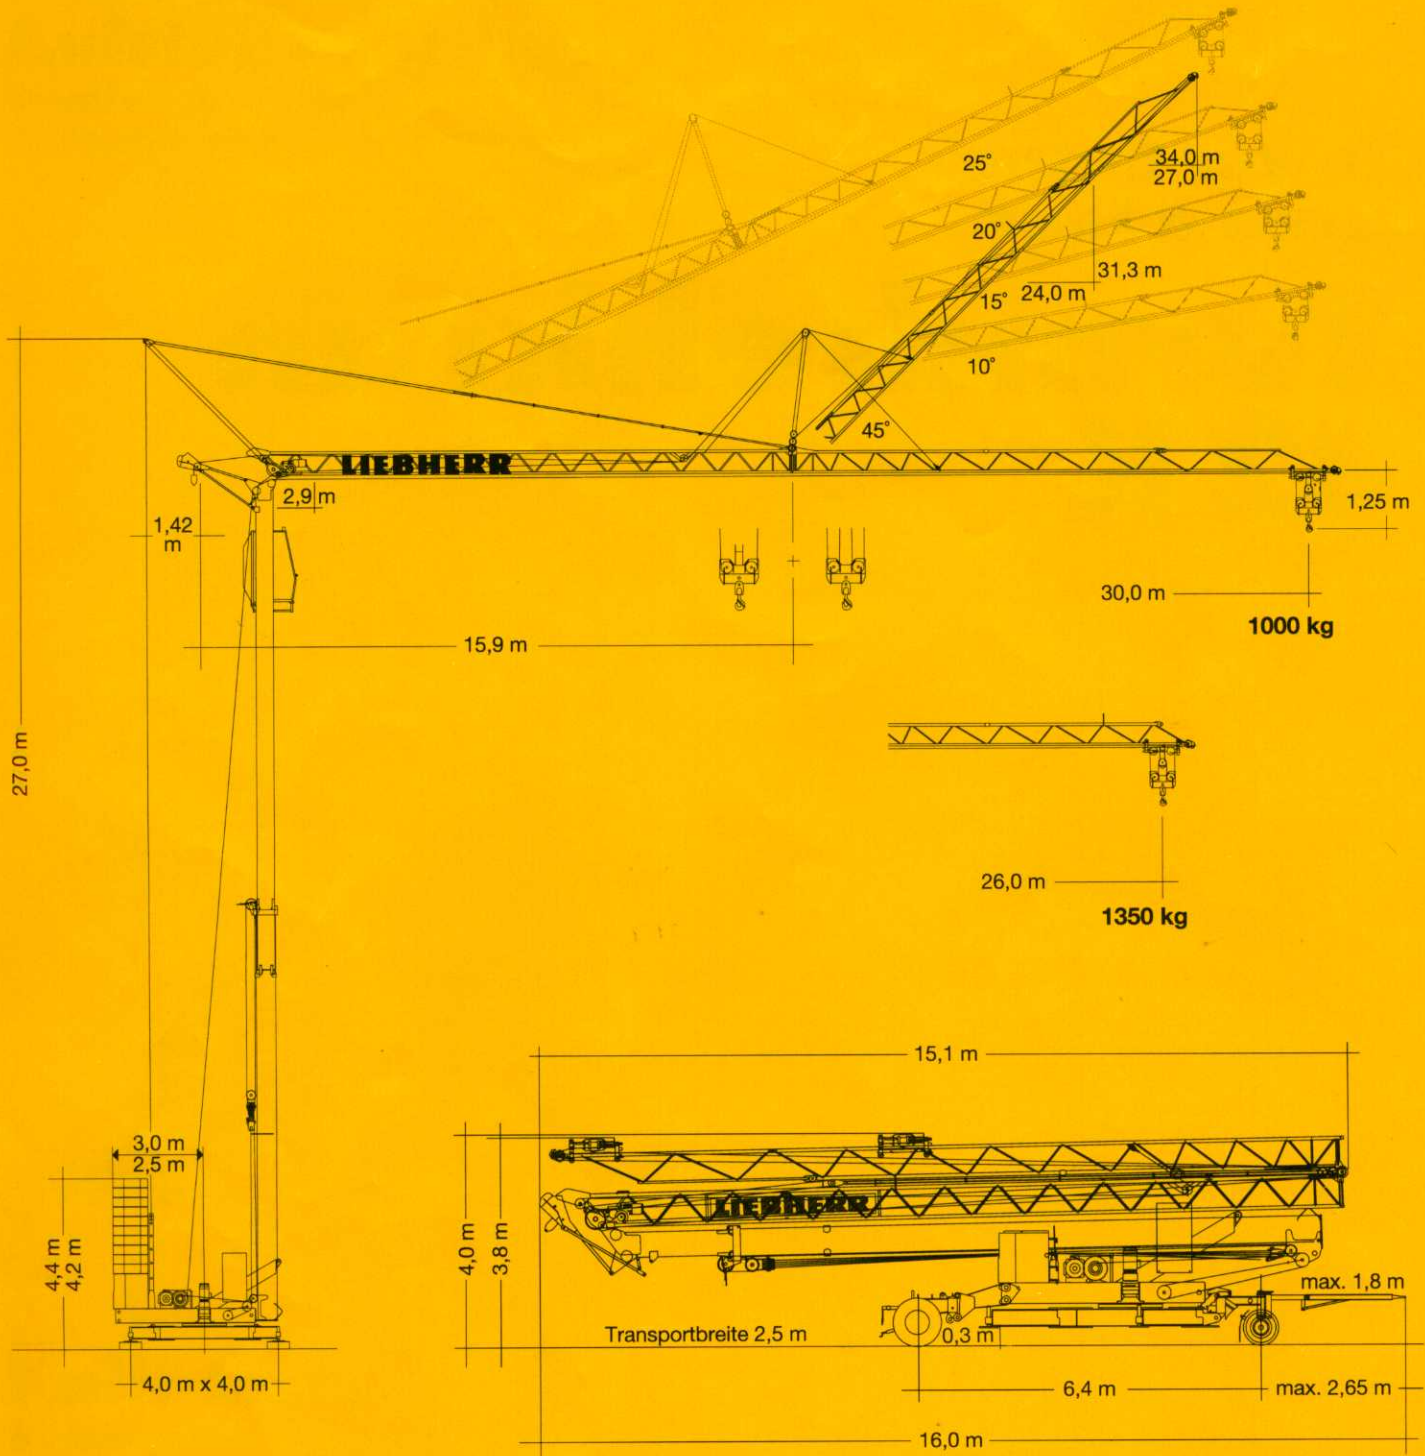 25°
34,0 m
27,0 m
20°
31,3 m
24,0 m
15°
10°
45°
LIEBHERR
2,9 m
1,25 m
1,42
m
30,0 m
1000 kg
15,9 m
27,0 m
26,0 m
1350 kg
15,1 m
3,0 m
2,5 m
4,4 m
4,2 m
4,0 m
3,8 m
LIEBHERR
max. 1,8 m
Transportbreite 2,5 m
0,3 m
4,0 m x 4,0 m
6,4 m
max. 2,65 m
16,0 m